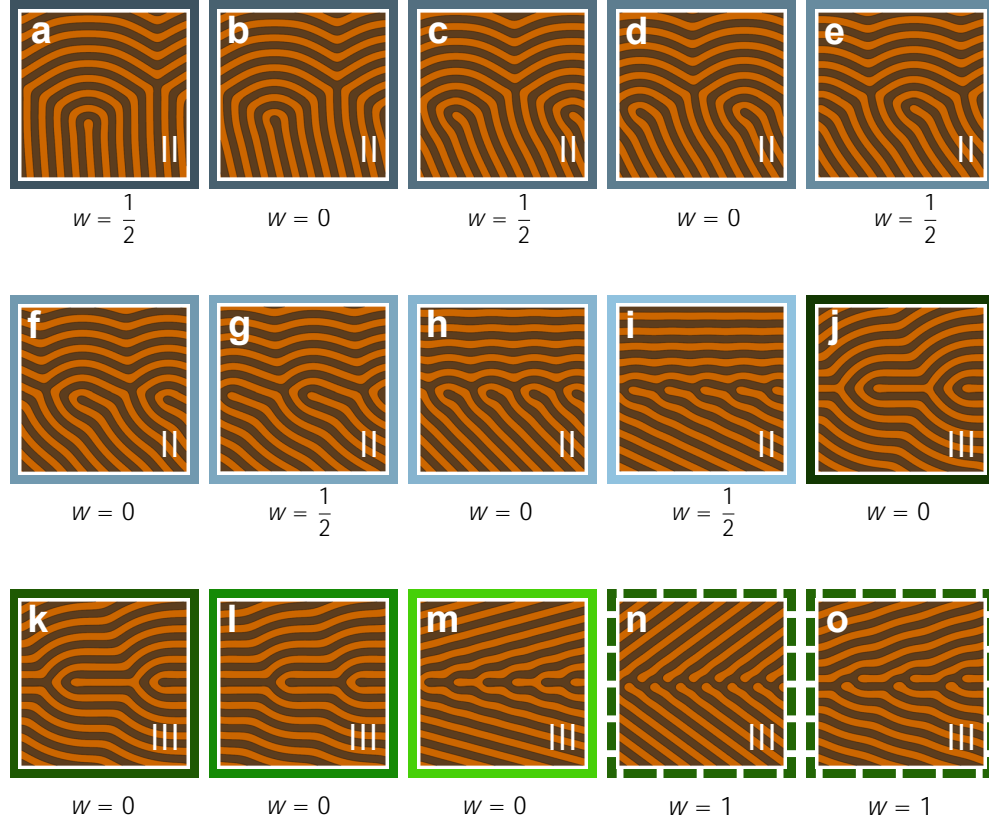 a b c d e
II II II II II
w = 1/2 w = 0 w = 1/2 w = 0 w = 1/2
f g h i j
II II II II III
w = 0 w = 1/2 w = 0 w = 1/2 w = 0
k l m n o
III III III III III
w = 0 w = 0 w = 0 w = 1 w = 1